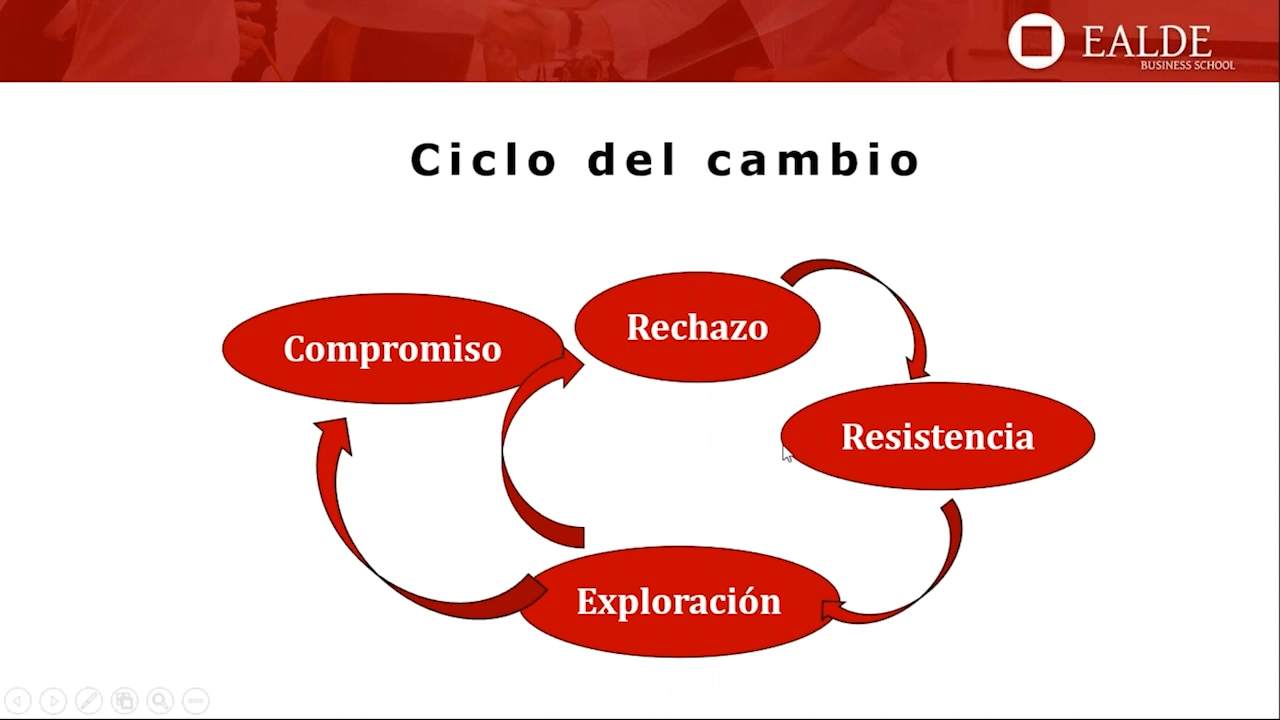 EALDE
BUSINESS SCHOOL
Ciclo del cambio
Compromiso
Rechazo
Resistencia
Exploración